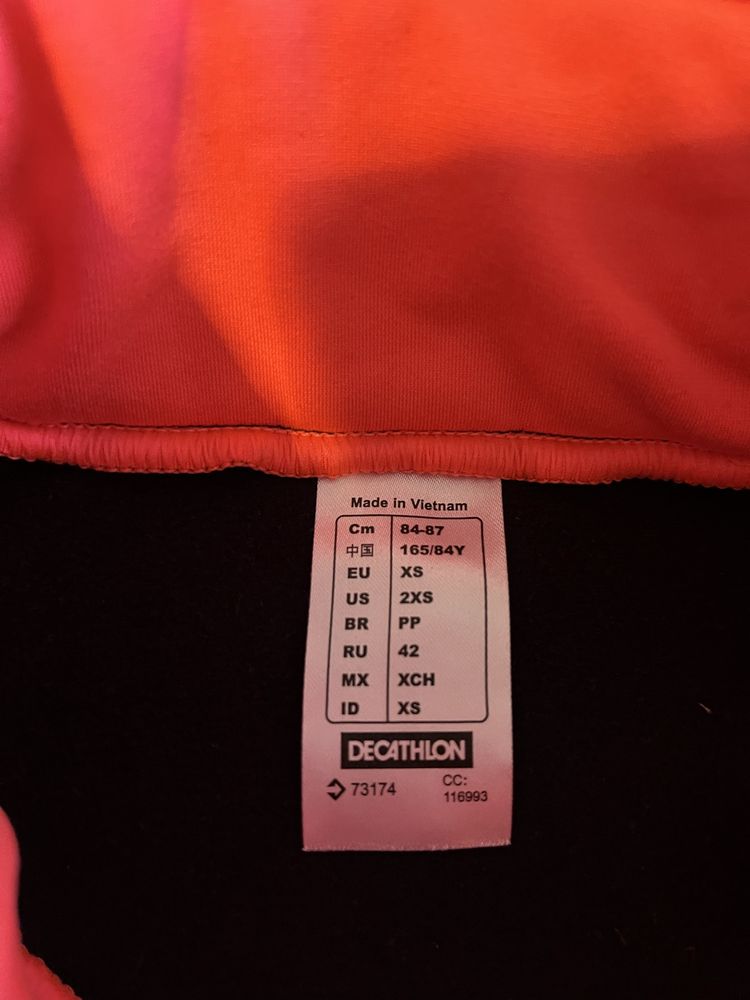 Made in Vietnam
Cm 84-87
中国 165/84Y
EU XS
US 2XS
BR PP
RU 42
MX XCH
ID XS
DECATHLON
73174 CC:
116993